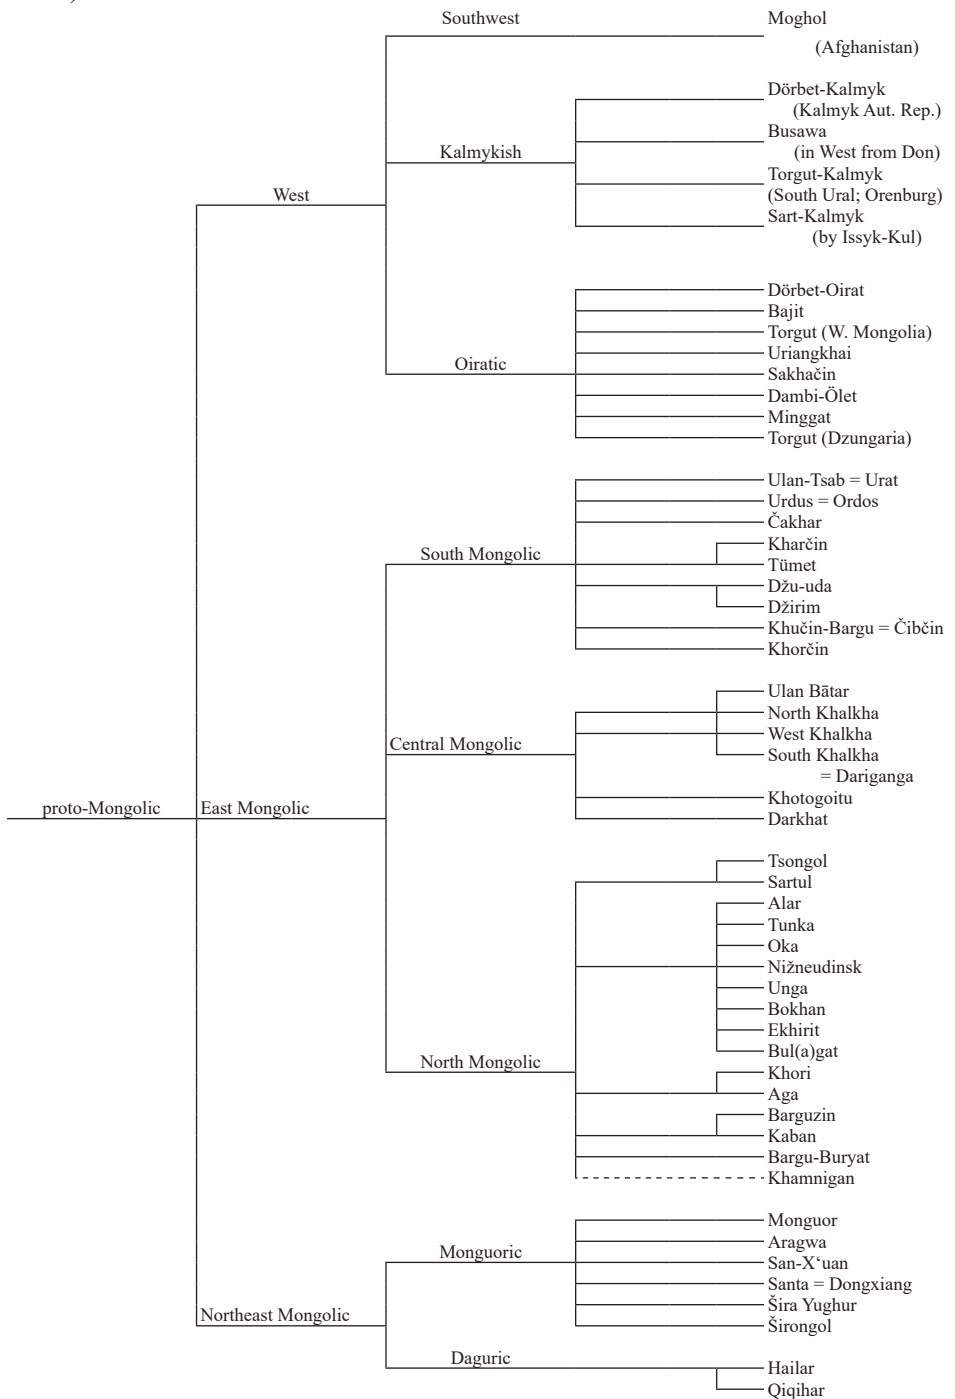 Southwest
Moghol
(Afghanistan)
Dörbet-Kalmyk
(Kalmyk Aut. Rep.)
Busawa
Kalmykish
(in West from Don)
Torgut-Kalmyk
West
(South Ural; Orenburg)
Sart-Kalmyk
(by Issyk-Kul)
Dörbet-Oirat
Bajit
Torgut (W. Mongolia)
Uriangkhai
Oiratic
Sakhačin
Dambi-Ölet
Minggat
Torgut (Dzungaria)
Ulan-Tsab = Urat
Urdus = Ordos
Čakhar
Kharčin
South Mongolic
Tümet
Džu-uda
Džirim
Khučin-Bargu = Čibčin
Khorčin
Ulan Bātar
North Khalkha
West Khalkha
Central Mongolic
South Khalkha
= Dariganga
Khotogoitu
proto-Mongolic
East Mongolic
Darkhat
Tsongol
Sartul
Alar
Tunka
Oka
Nižneudinsk
Unga
Bokhan
Ekhirit
Bul(a)gat
North Mongolic
Khori
Aga
Barguzin
Kaban
Bargu-Buryat
Khamnigan
Monguor
Aragwa
Monguoric
San-X‘uan
Santa = Dongxiang
Šira Yughur
Northeast Mongolic
Širongol
Daguric
Hailar
Qiqihar